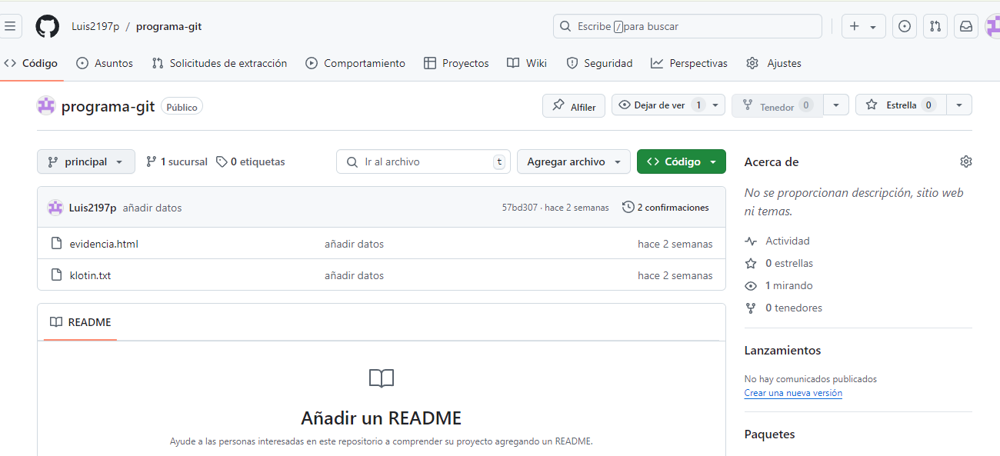 Luis2197p / programa-git
Escribe / para buscar
Código
Asuntos
Solicitudes de extracción
Comportamiento
Proyectos
Wiki
Seguridad
Perspectivas
Ajustes
programa-git Público
Alfiler
Dejar de ver 1
Tenedor 0
Estrella 0
principal
1 sucursal
0 etiquetas
Ir al archivo t
Agregar archivo
Código
Luis2197p añadir datos 57bd307 · hace 2 semanas 2 confirmaciones
evidencia.html añadir datos hace 2 semanas
klotin.txt añadir datos hace 2 semanas
README
Añadir un README
Ayude a las personas interesadas en este repositorio a comprender su proyecto agregando un README.
Acerca de
No se proporcionan descripción, sitio web
ni temas.
Actividad
0 estrellas
1 mirando
0 tenedores
Lanzamientos
No hay comunicados publicados
Crear una nueva versión
Paquetes